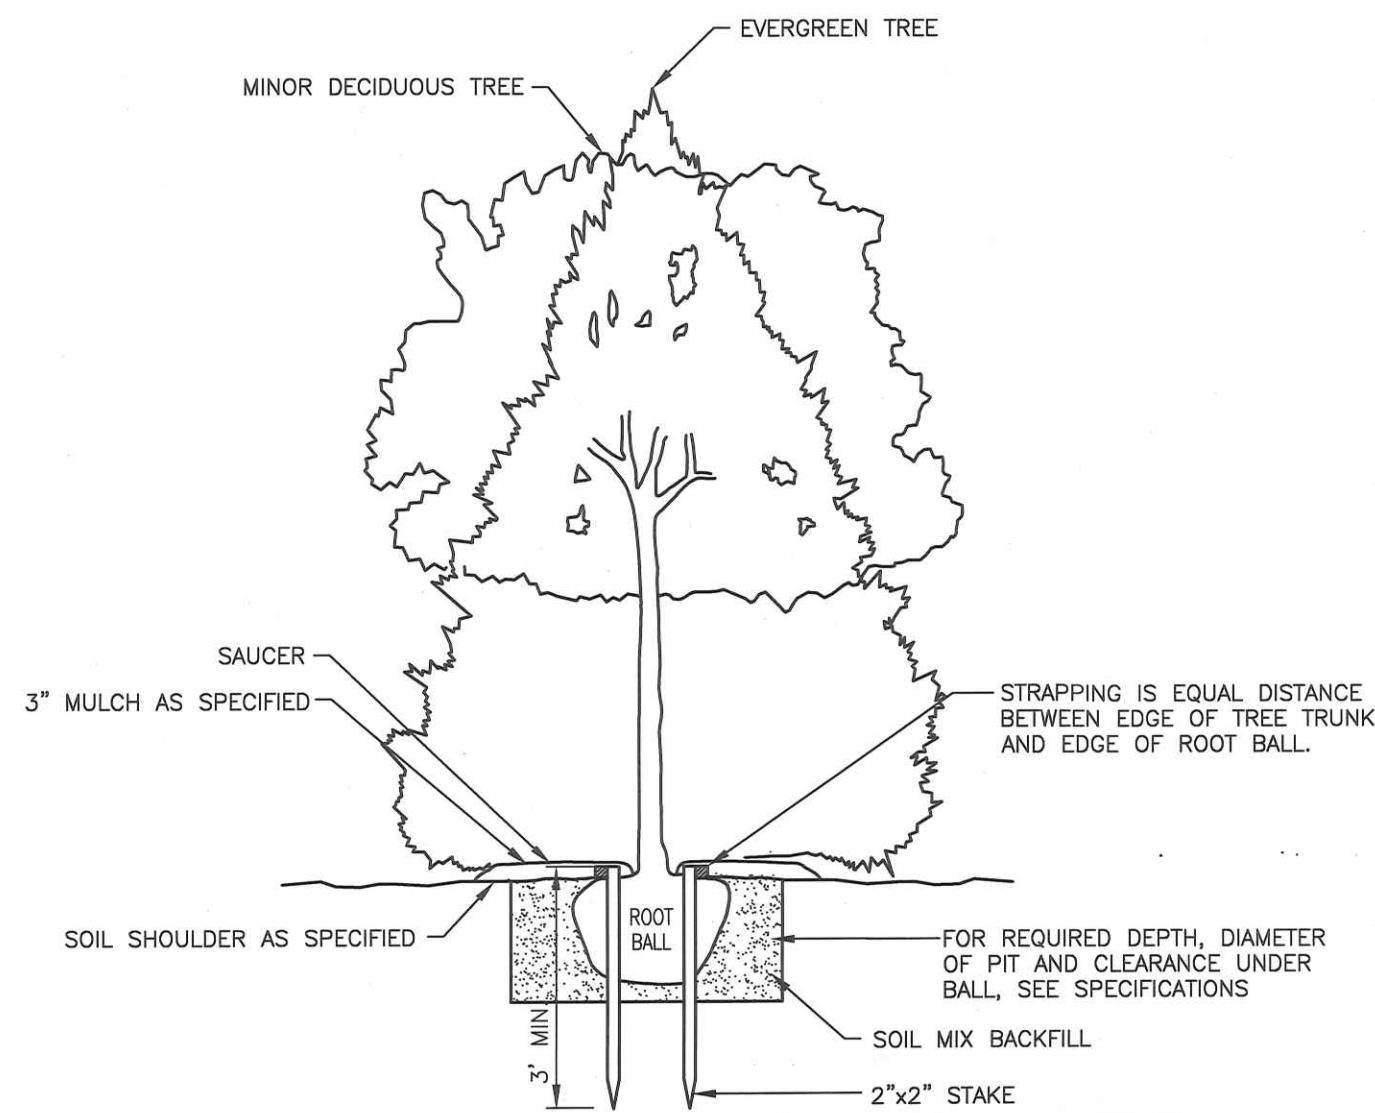 EVERGREEN TREE
MINOR DECIDUOUS TREE
SAUCER
3" MULCH AS SPECIFIED
STRAPPING IS EQUAL DISTANCE
BETWEEN EDGE OF TREE TRUNK
AND EDGE OF ROOT BALL.
ROOT
BALL
SOIL SHOULDER AS SPECIFIED
FOR REQUIRED DEPTH, DIAMETER
OF PIT AND CLEARANCE UNDER
BALL, SEE SPECIFICATIONS
3' MIN.
SOIL MIX BACKFILL
2"x2" STAKE